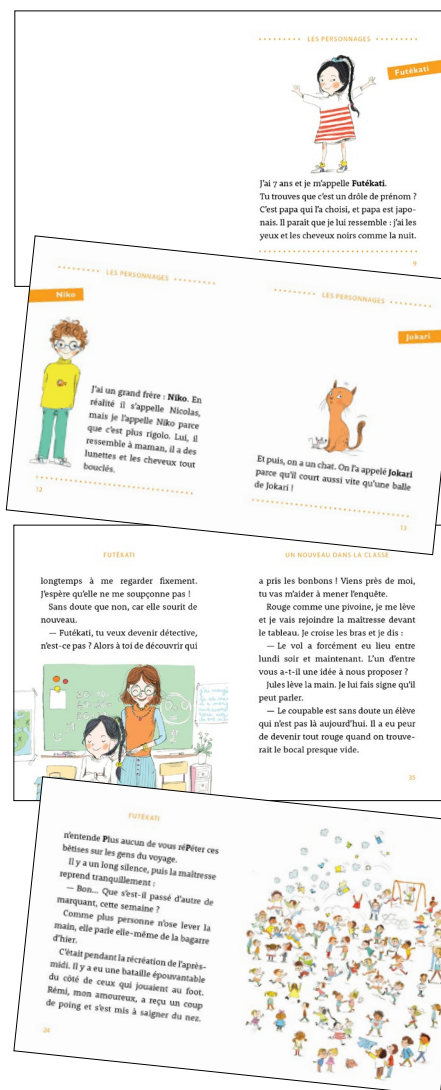 LES PERSONNAGES
Futékati
J'ai 7 ans et je m'appelle Futékati.
Tu trouves que c'est un drôle de prénom ?
C'est papa qui l'a choisi, et papa est japo-
nais. Il paraît que je lui ressemble : j'ai les
yeux et les cheveux noirs comme la nuit.
9
LES PERSONNAGES
Niko
J'ai un grand frère : Niko. En
réalité il s'appelle Nicolas,
mais je l'appelle Niko parce
que c'est plus rigolo. Lui, il
ressemble à maman, il a des
lunettes et les cheveux tout
bouclés.
12
LES PERSONNAGES
Jokari
Et puis, on a un chat. On l'a appelé Jokari
parce qu'il court aussi vite qu'une balle
de Jokari !
13
FUTÉKATI
longtemps à me regarder fixement.
J'espère qu'elle ne me soupçonne pas !
Sans doute que non, car elle sourit de
nouveau.
— Futékati, tu veux devenir détective,
n'est-ce pas ? Alors à toi de découvrir qui
UN NOUVEAU DANS LA CLASSE
a pris les bonbons ! Viens près de moi,
tu vas m'aider à mener l'enquête.
Rouge comme une pivoine, je me lève
et je vais rejoindre la maîtresse devant
le tableau. Je croise les bras et je dis :
— Le vol a forcément eu lieu entre
lundi soir et maintenant. L'un d'entre
vous a-t-il une idée à nous proposer ?
Jules lève la main. Je lui fais signe qu'il
peut parler.
— Le coupable est sans doute un élève
qui n'est pas là aujourd'hui. Il a eu peur
de devenir tout rouge quand on trouve-
rait le bocal presque vide.
35
FUTÉKATI
n'entende Plus aucun de vous réPéter ces
bêtises sur les gens du voyage.
Il y a un long silence, puis la maîtresse
reprend tranquillement :
— Bon... Que s'est-il passé d'autre de
marquant, cette semaine ?
Comme plus personne n'ose lever la
main, elle parle elle-même de la bagarre
d'hier.
C'était pendant la récréation de l'après-
midi. Il y a eu une bataille épouvantable
du côté de ceux qui jouaient au foot.
Rémi, mon amoureux, a reçu un coup
de poing et s'est mis à saigner du nez.
24